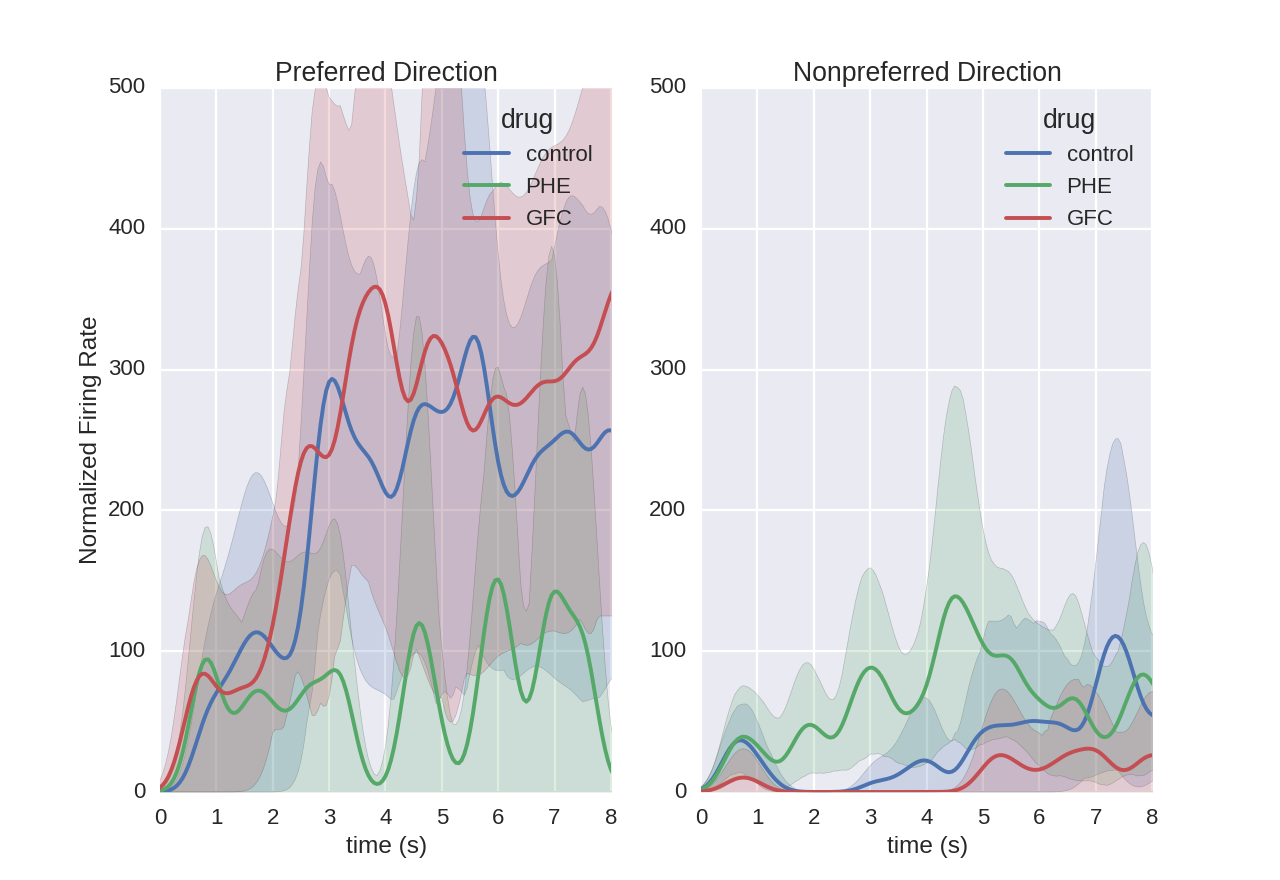 Preferred Direction
Normalized Firing Rate
500
400
300
200
100
0
drug
control
PHE
GFC
0 1 2 3 4 5 6 7 8
time (s)
Nonpreferred Direction
500
400
300
200
100
0
drug
control
PHE
GFC
0 1 2 3 4 5 6 7 8
time (s)